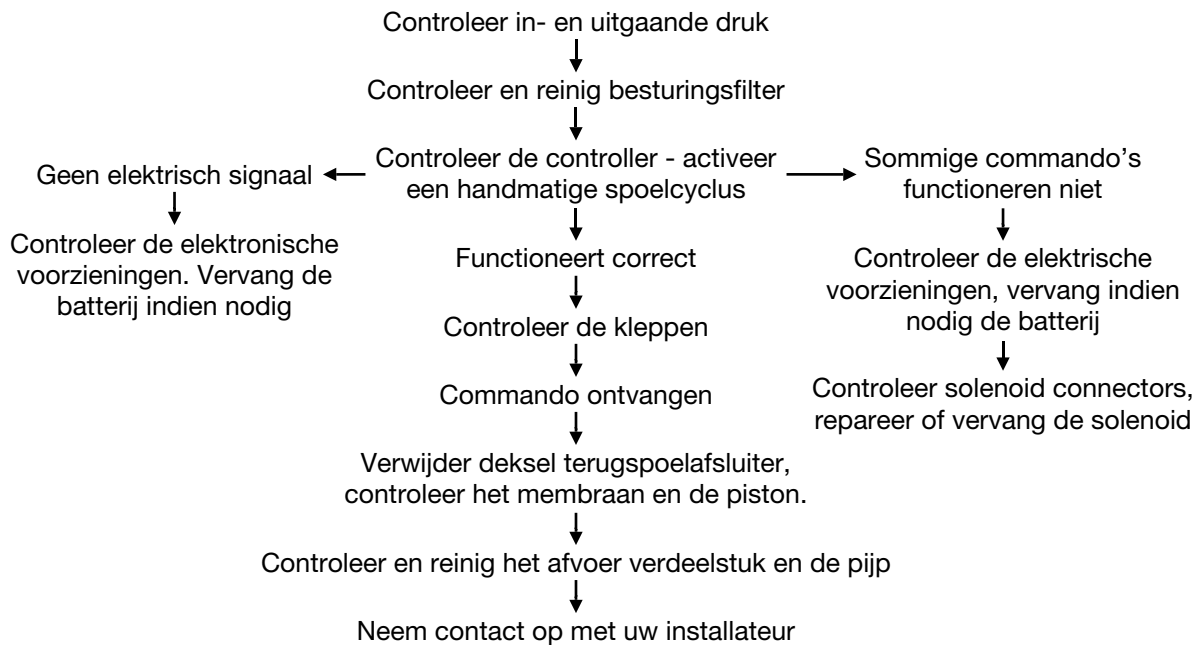 Controleer in- en uitgaande druk
Controleer en reinig besturingsfilter
Controleer de controller - activeer
een handmatige spoelcyclus
Geen elektrisch signaal
Controleer de elektronische
voorzieningen. Vervang de
batterij indien nodig
Sommige commando’s
functioneren niet
Controleer de elektrische
voorzieningen, vervang indien
nodig de batterij
Controleer solenoid connectors,
repareer of vervang de solenoid
Functioneert correct
Controleer de kleppen
Commando ontvangen
Verwijder deksel terugspoelafsluiter,
controleer het membraan en de piston.
Controleer en reinig het afvoer verdeelstuk en de pijp
Neem contact op met uw installateur